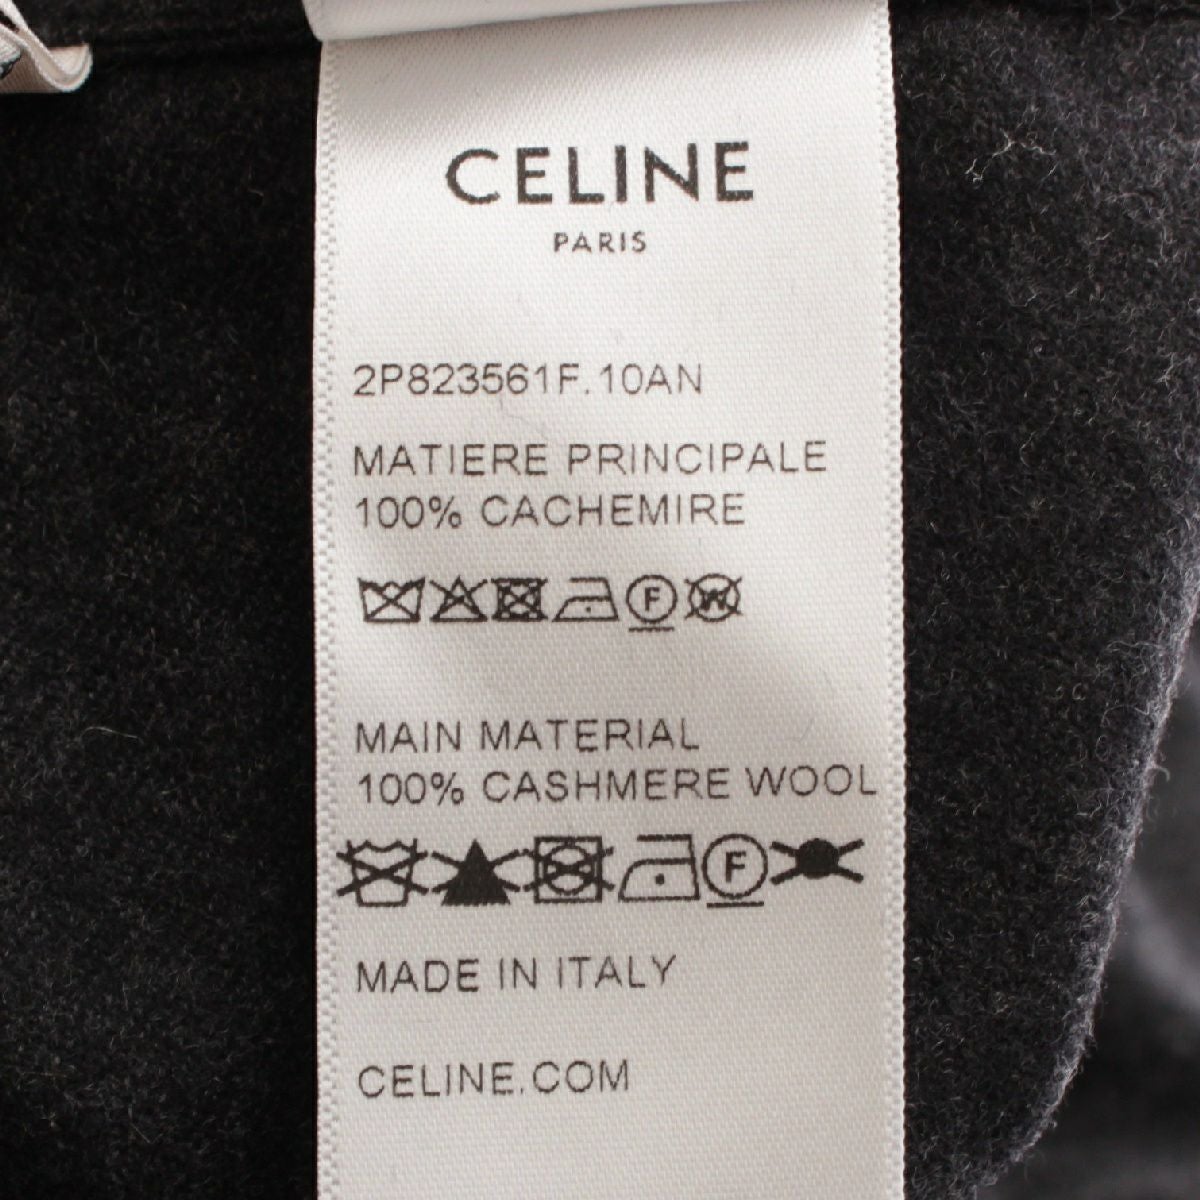 CELINE
PARIS
2P823561F.10AN
MATIERE PRINCIPALE
100% CACHEMIRE
F W
MAIN MATERIAL
100% CASHMERE WOOL
F
MADE IN ITALY
CELINE.COM